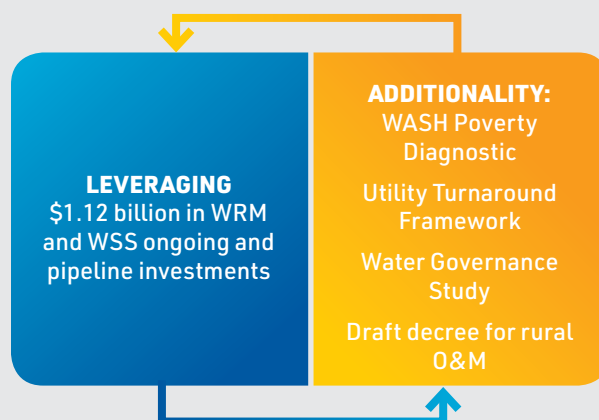 LEVERAGING
$1.12 billion in WRM
and WSS ongoing and
pipeline investments
ADDITIONALITY:
WASH Poverty
Diagnostic
Utility Turnaround
Framework
Water Governance
Study
Draft decree for rural
O&M